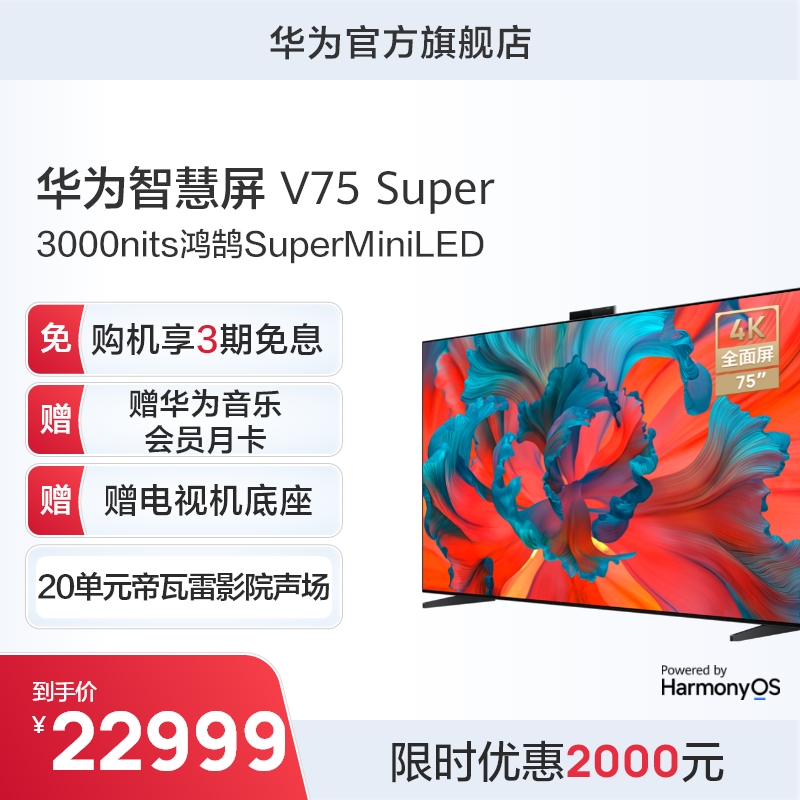 华为官方旗舰店
华为智慧屏 V75 Super
3000nits鸿鹄SuperMiniLED
免 购机享3期免息
赠 赠华为音乐
会员月卡
赠 赠电视机底座
20单元帝瓦雷影院声场
4K
全面屏
75″
Powered by
HarmonyOS
到手价
¥22999
限时优惠2000元